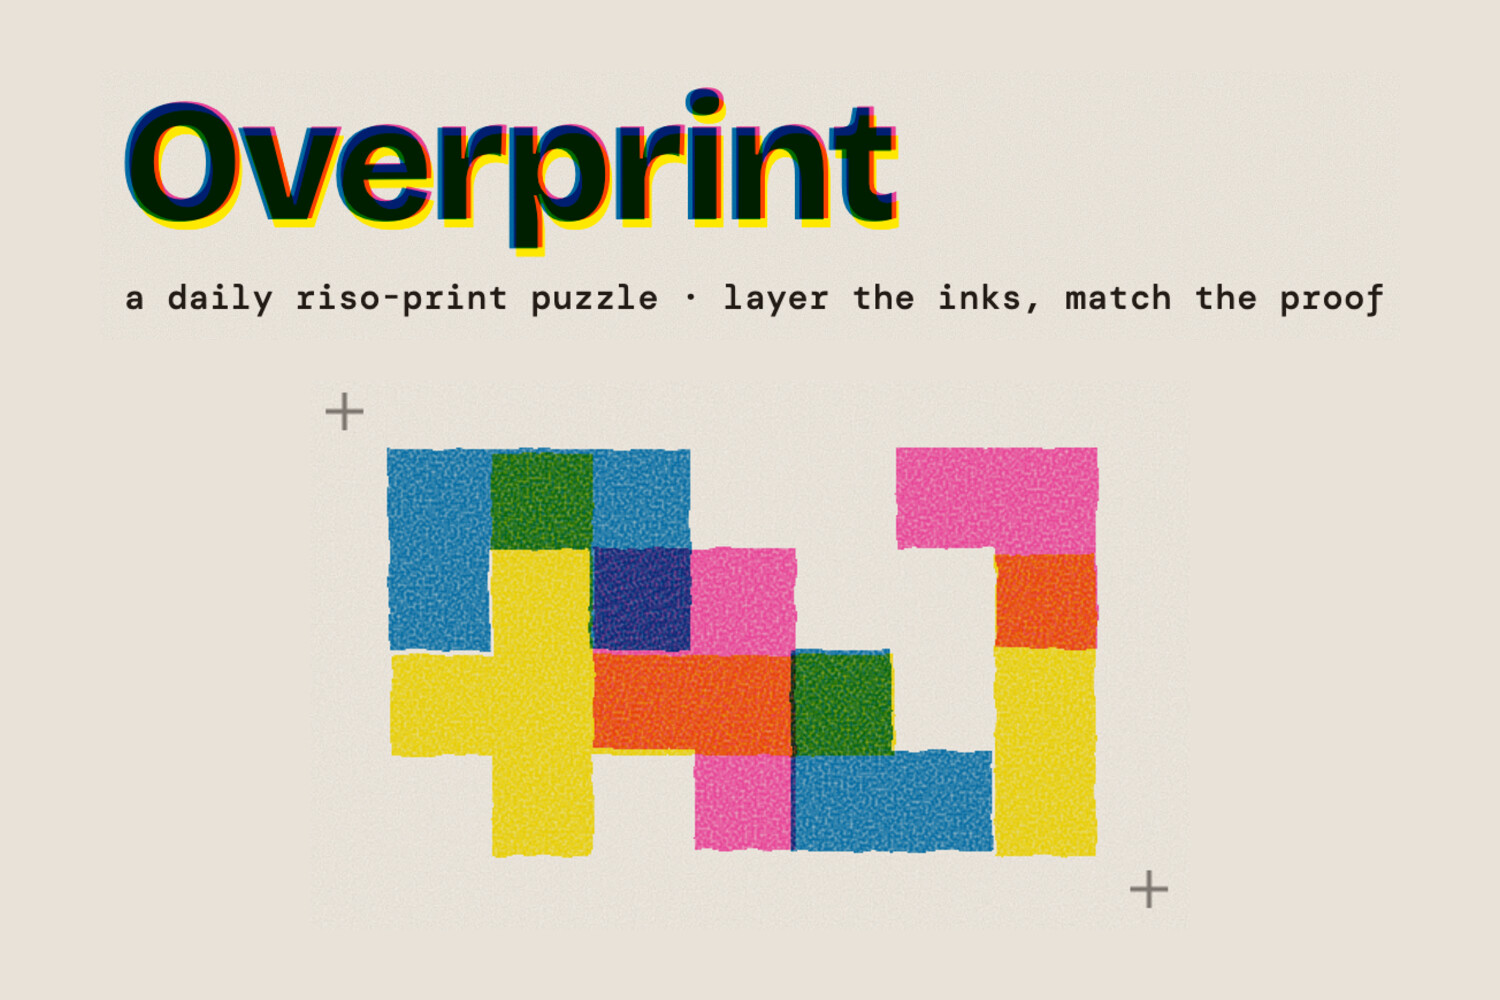 Overprint
a daily riso-print puzzle · layer the inks, match the proof